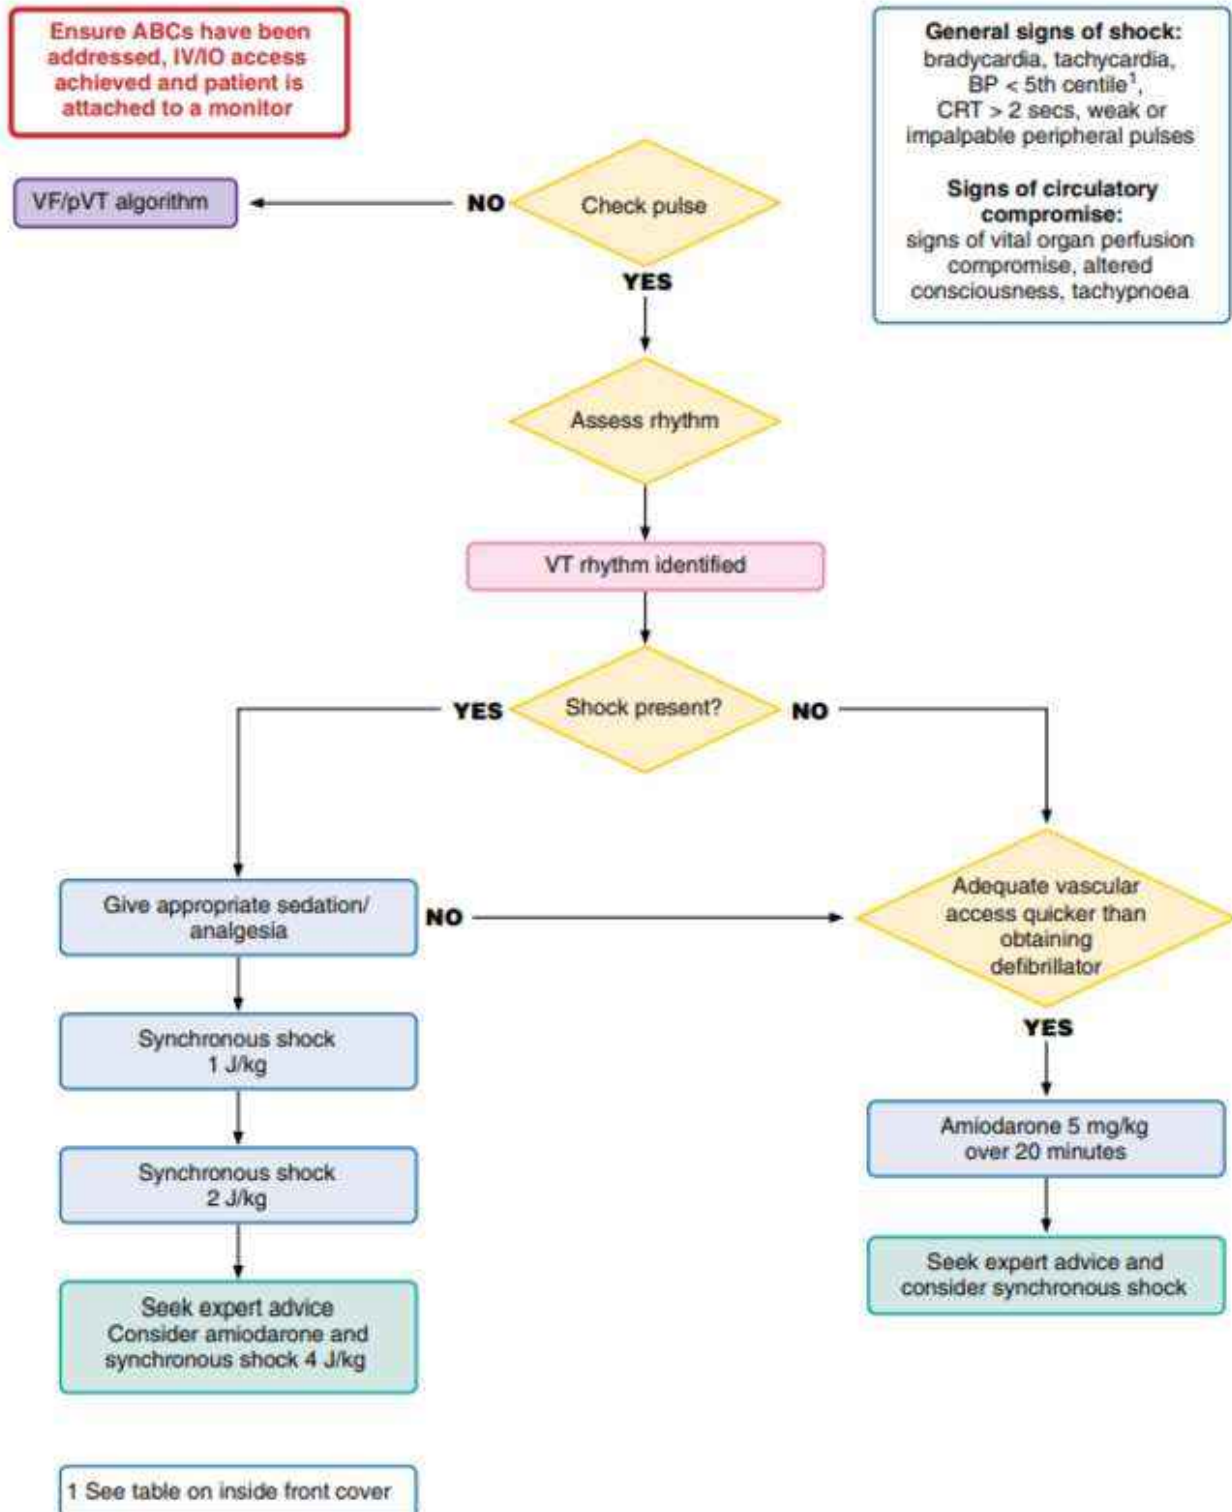 Ensure ABCs have been
addressed, IV/IO access
achieved and patient is
attached to a monitor
General signs of shock:
bradycardia, tachycardia,
BP < 5th centile¹,
CRT > 2 secs, weak or
impalpable peripheral pulses
Signs of circulatory
compromise:
signs of vital organ perfusion
compromise, altered
consciousness, tachypnoea
VF/pVT algorithm
NO
Check pulse
YES
Assess rhythm
VT rhythm identified
YES
Shock present?
NO
Give appropriate sedation/
analgesia
NO
Adequate vascular
access quicker than
obtaining
defibrillator
YES
Synchronous shock
1 J/kg
Synchronous shock
2 J/kg
Seek expert advice
Consider amiodarone and
synchronous shock 4 J/kg
Amiodarone 5 mg/kg
over 20 minutes
Seek expert advice and
consider synchronous shock
1 See table on inside front cover